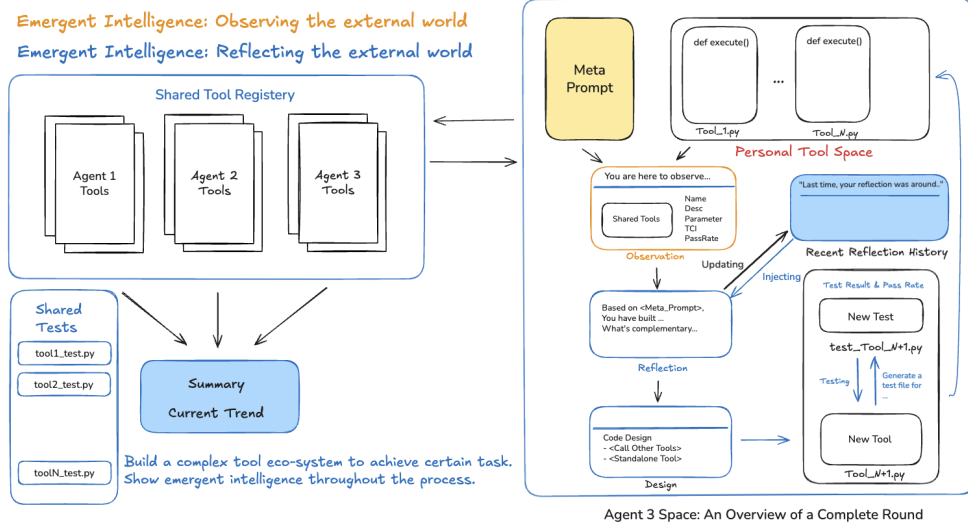 Emergent Intelligence: Observing the external world
Emergent Intelligence: Reflecting the external world
Shared Tool Registery
Agent 1
Tools
Agent 2
Tools
Agent 3
Tools
Shared
Tests
tool1_test.py
tool2_test.py
toolN_test.py
Summary
Current Trend
Build a complex tool eco-system to achieve certain task.
Show emergent intelligence throughout the process.
Meta
Prompt
def execute()
...
def execute()
Tool_1.py
Tool_N.py
Personal Tool Space
You are here to observe...
Shared Tools
Name
Desc
Parameter
TCI
PassRate
Observation
"Last time, your reflection was around.."
Recent Reflection History
Updating
Injecting
Based on <Meta_Prompt>,
You have built ...
What's complementary...
Reflection
Code Design
- <Call Other Tools>
- <Standalone Tool>
Design
Test Result & Pass Rate
New Test
test_Tool_N+1.py
Testing
Generate a
test file for
...
New Tool
Tool_N+1.py
Agent 3 Space: An Overview of a Complete Round